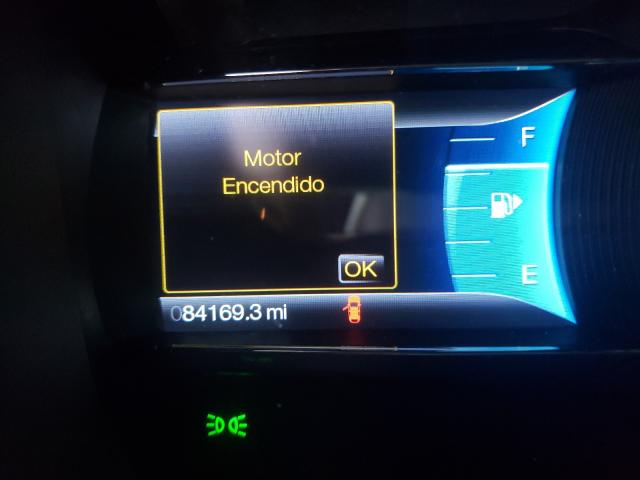 Motor
Encendido
OK
F
E
084169.3 mi